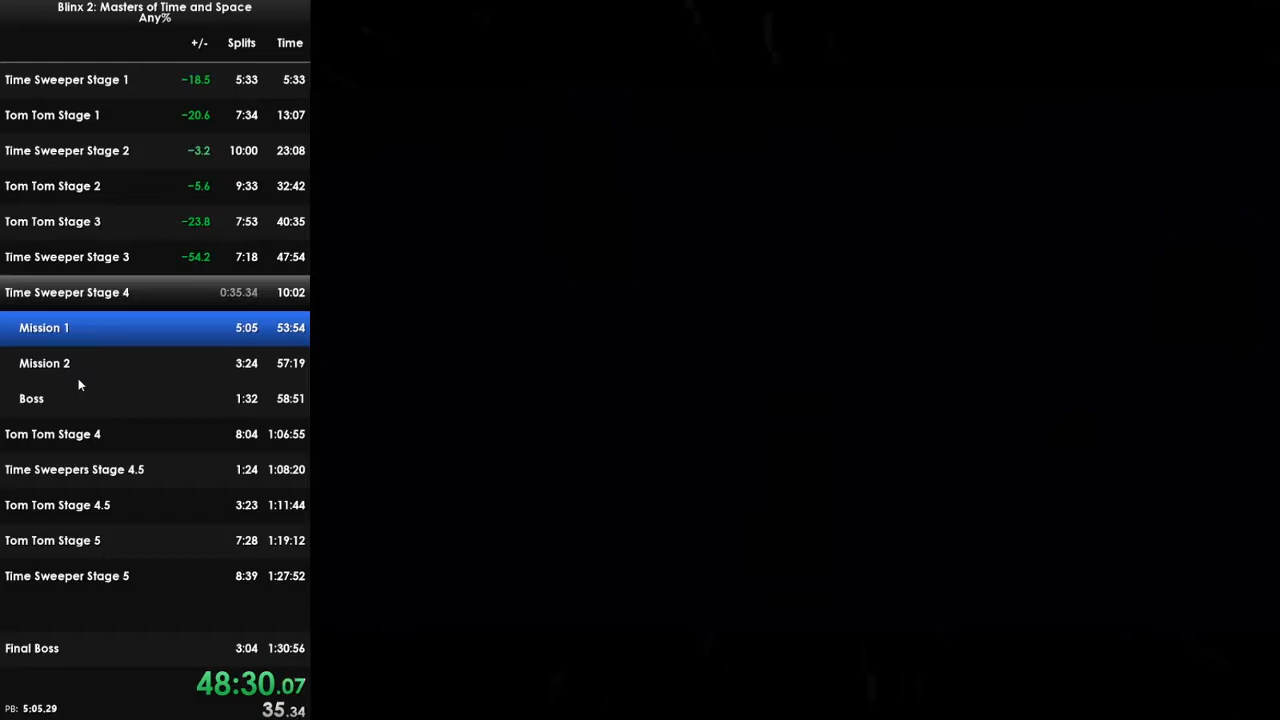 Blinx 2: Masters of Time and Space
Any%
+/- Splits Time
Time Sweeper Stage 1 −18.5 5:33 5:33
Tom Tom Stage 1 −20.6 7:34 13:07
Time Sweeper Stage 2 −3.2 10:00 23:08
Tom Tom Stage 2 −5.6 9:33 32:42
Tom Tom Stage 3 −23.8 7:53 40:35
Time Sweeper Stage 3 −54.2 7:18 47:54
Time Sweeper Stage 4 0:35.34 10:02
Mission 1 5:05 53:54
Mission 2 3:24 57:19
Boss 1:32 58:51
Tom Tom Stage 4 8:04 1:06:55
Time Sweepers Stage 4.5 1:24 1:08:20
Tom Tom Stage 4.5 3:23 1:11:44
Tom Tom Stage 5 7:28 1:19:12
Time Sweeper Stage 5 8:39 1:27:52
Final Boss 3:04 1:30:56
48:30.07
PB: 5:05.29 35.34